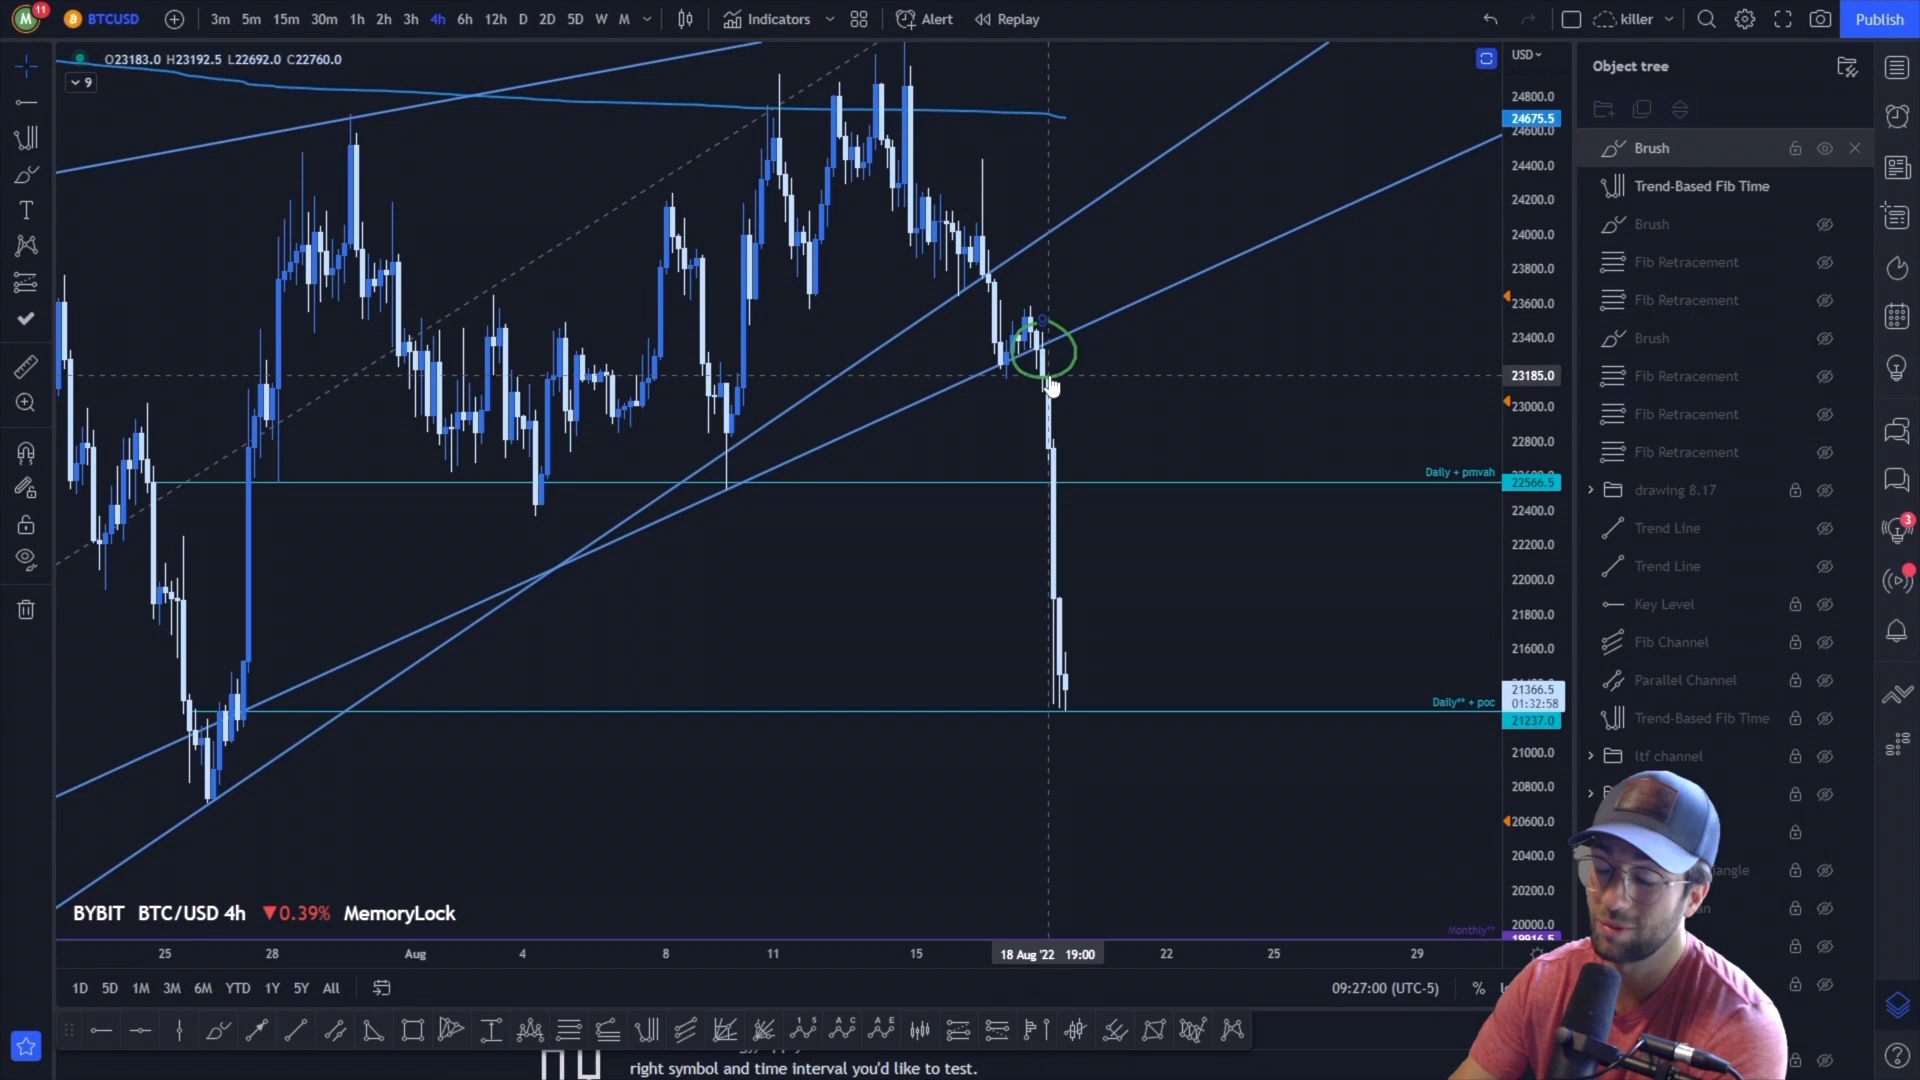 M 11 BTCUSD 3m 5m 15m 30m 1h 2h 3h 4h 6h 12h D 2D 5D W M Indicators Alert Replay killer Publish
O23183.0 H23192.5 L22692.0 C22760.0
9
USD
24800.0
24675.5
24600.0
24400.0
24200.0
24000.0
23800.0
23600.0
23400.0
23185.0
23000.0
22800.0
Daily + pmvah
22566.5
22400.0
22200.0
22000.0
21800.0
21600.0
21366.5
01:32:58
Daily** + poc
21237.0
21000.0
20800.0
20600.0
20400.0
20200.0
20000.0
Monthly**
19916.5
9
BYBIT BTC/USD 4h ▼0.39% MemoryLock
25 28 Aug 4 8 11 15 18 Aug '22 19:00 22 25 29
1D 5D 1M 3M 6M YTD 1Y 5Y All 09:27:00 (UTC-5) %
right symbol and time interval you'd like to test.
Object tree
Brush
Trend-Based Fib Time
Brush
Fib Retracement
Fib Retracement
Brush
Fib Retracement
Fib Retracement
Fib Retracement
drawing 8.17
Trend Line
Trend Line
Key Level
Fib Channel
Parallel Channel
Trend-Based Fib Time
ltf channel
3